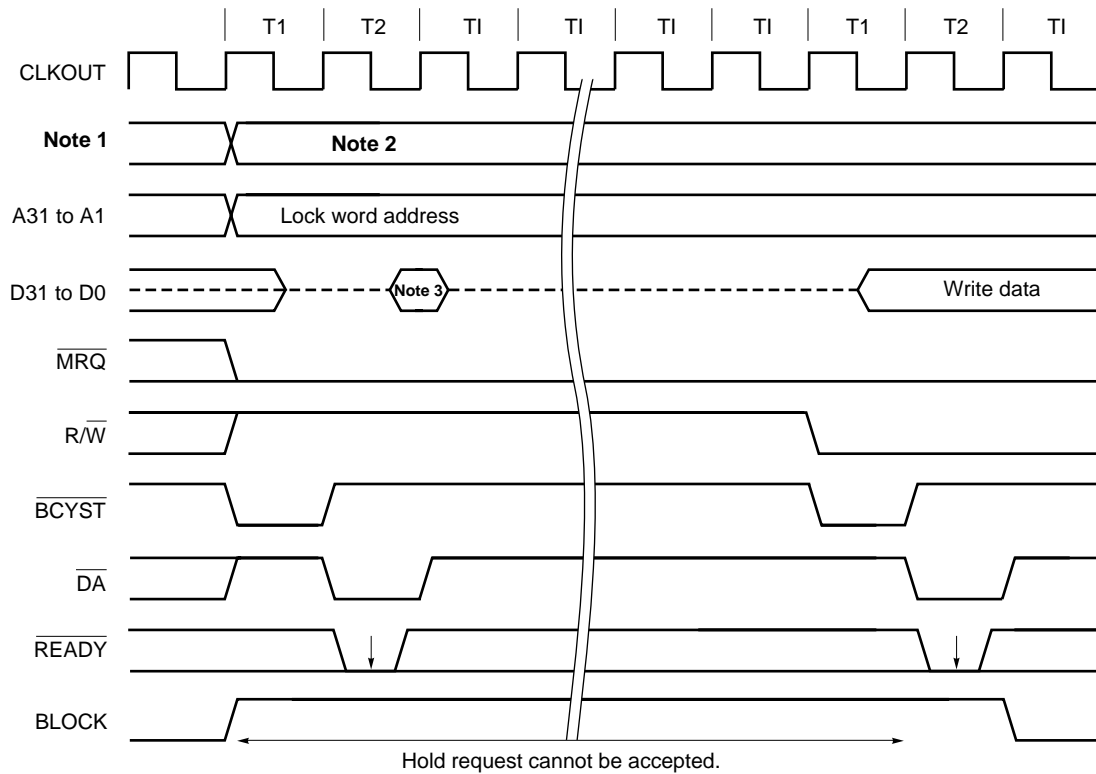 T1 T2 TI TI TI TI T1 T2 TI
CLKOUT
Note 1 Note 2
A31 to A1 Lock word address
D31 to D0 Note 3 Write data
MRQ
R/W
BCYST
DA
READY
BLOCK
Hold request cannot be accepted.